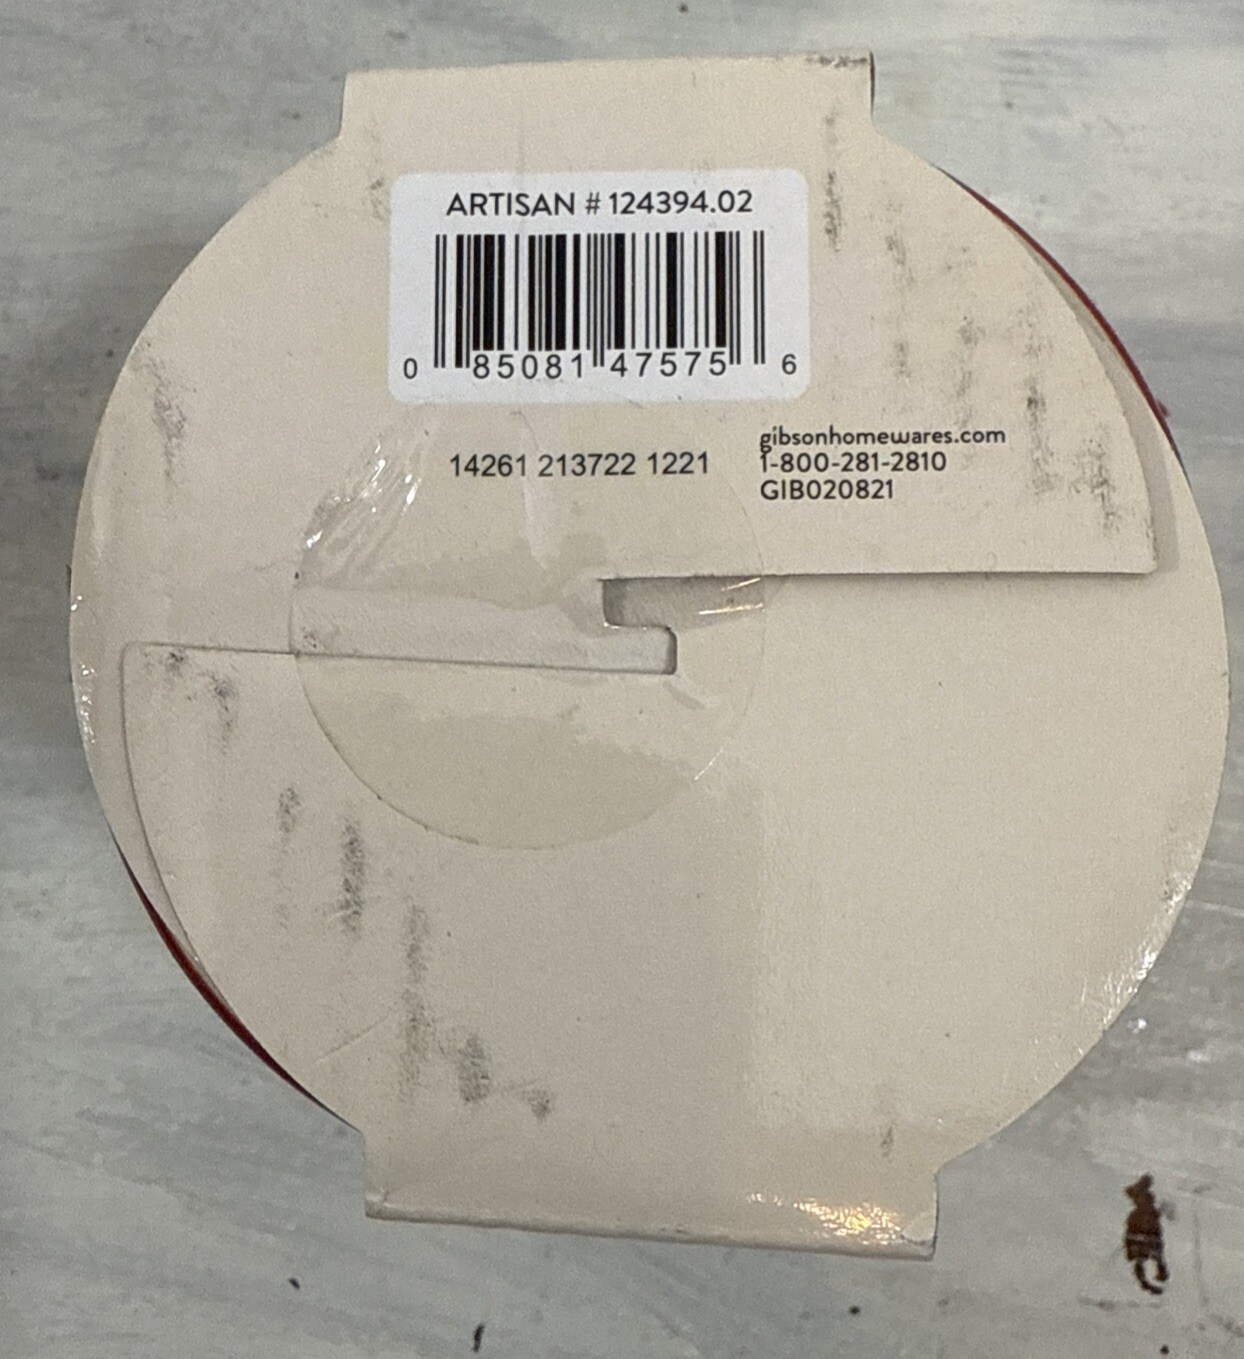 ARTISAN # 124394.02
0 85081 47575 6
14261 213722 1221
gibsonhomewares.com
1-800-281-2810
GIB020821